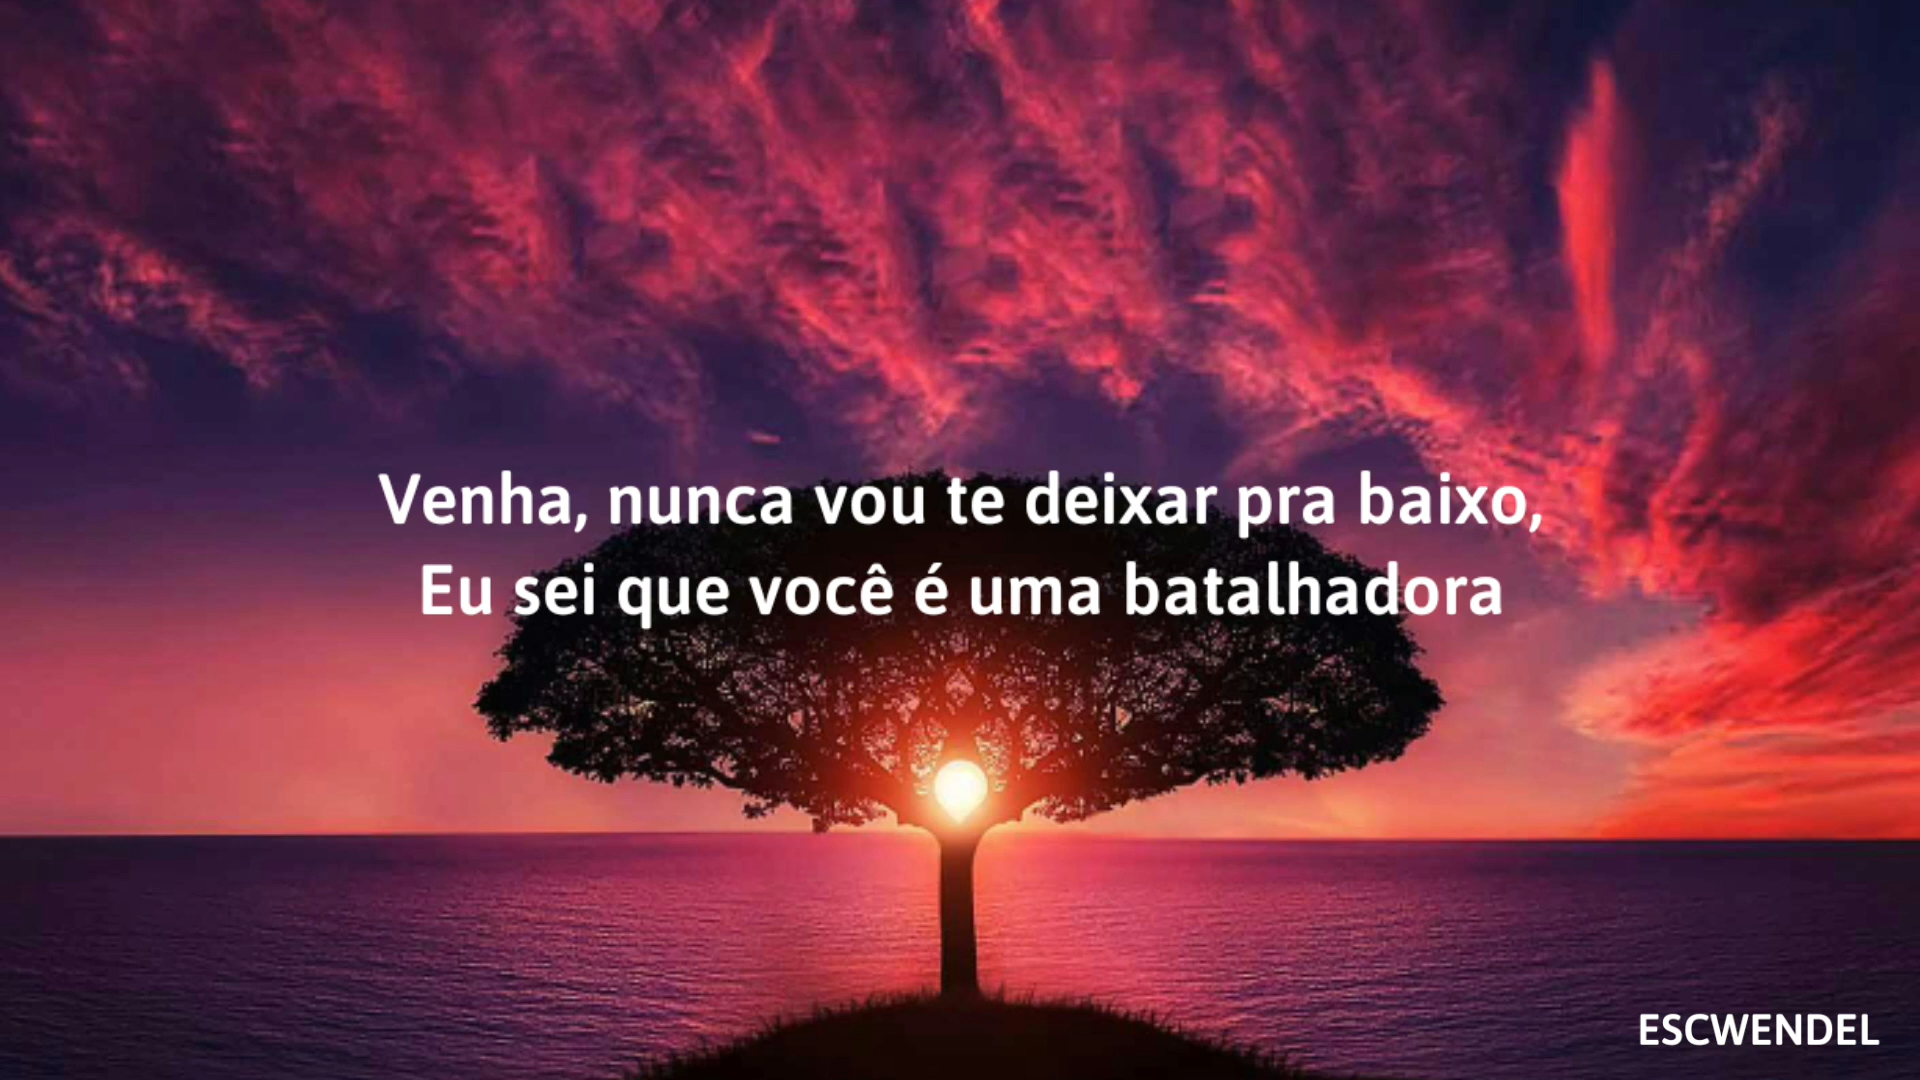 Venha, nunca vou te deixar pra baixo,
Eu sei que você é uma batalhadora
ESCWENDEL